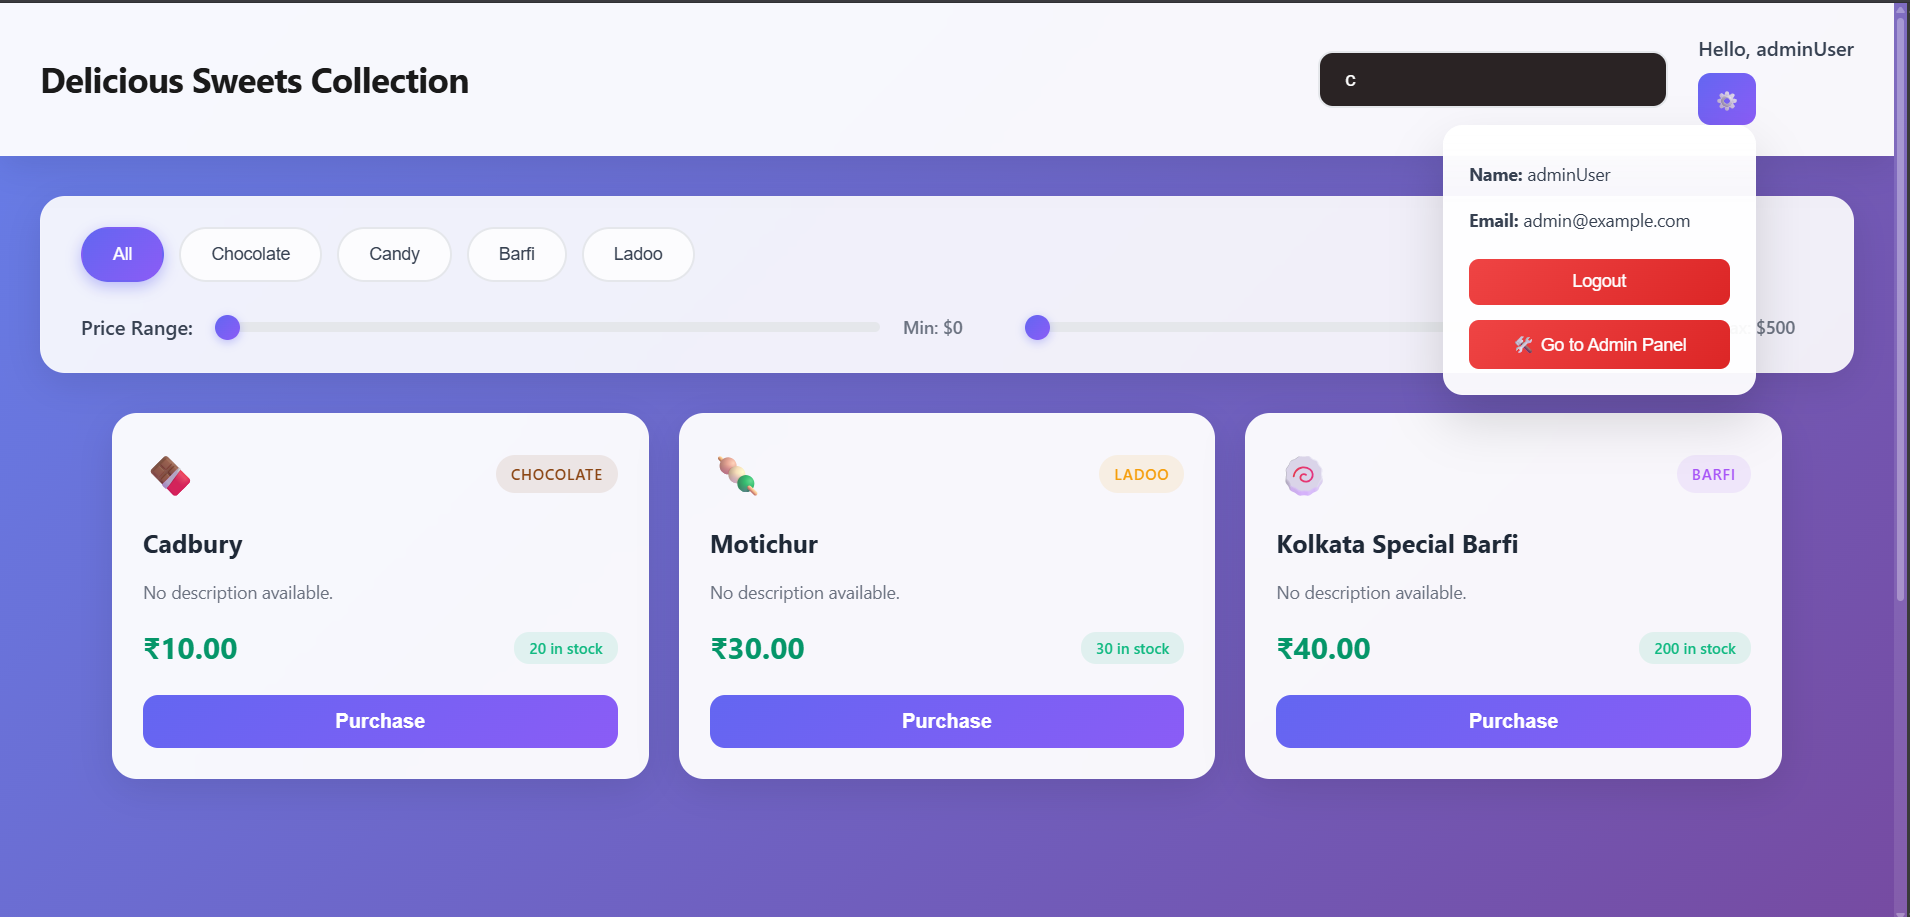 Hello, adminUser
Delicious Sweets Collection
c
Name: adminUser
Email: admin@example.com
Logout
Go to Admin Panel
All Chocolate Candy Barfi Ladoo
Price Range: Min: $0 $500
CHOCOLATE
Cadbury
No description available.
₹10.00 20 in stock
Purchase
LADOO
Motichur
No description available.
₹30.00 30 in stock
Purchase
BARFI
Kolkata Special Barfi
No description available.
₹40.00 200 in stock
Purchase